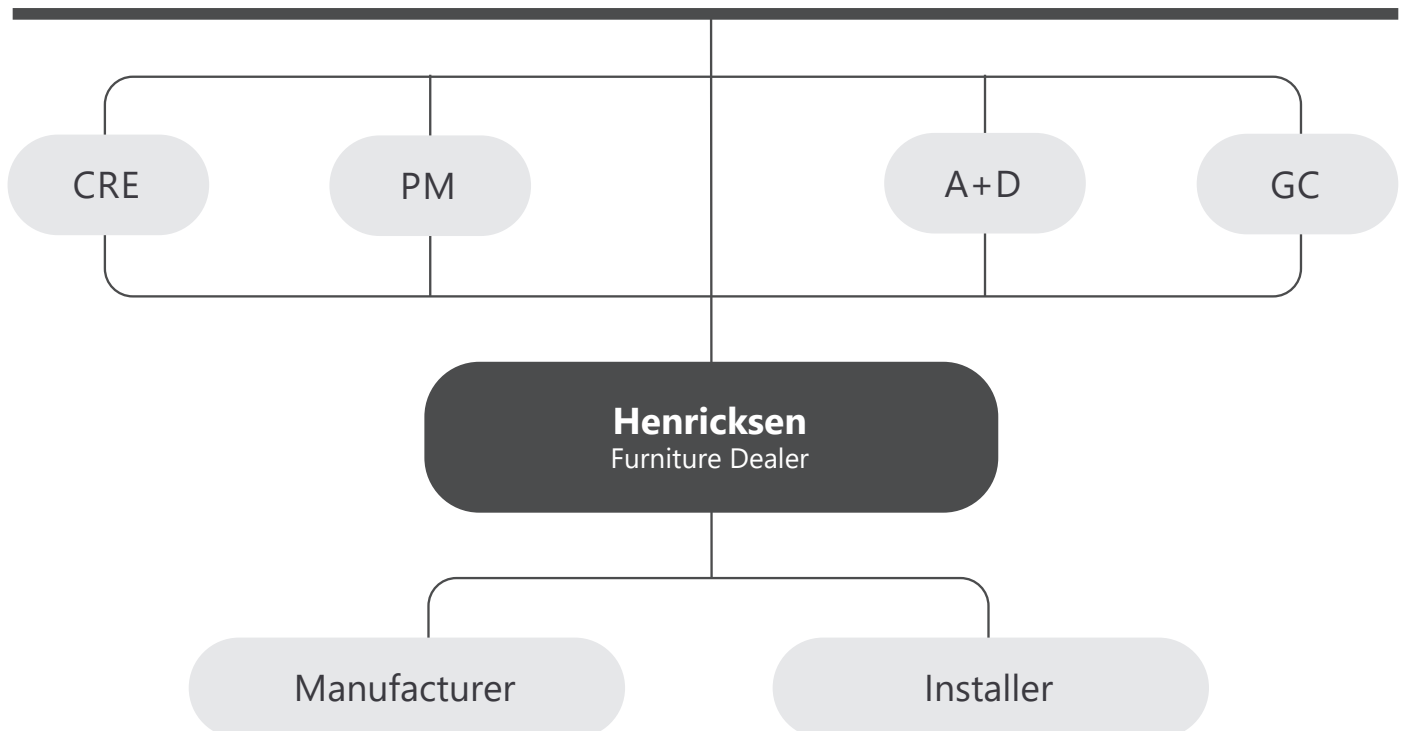 CRE
PM
A+D
GC
Henricksen
Furniture Dealer
Manufacturer
Installer